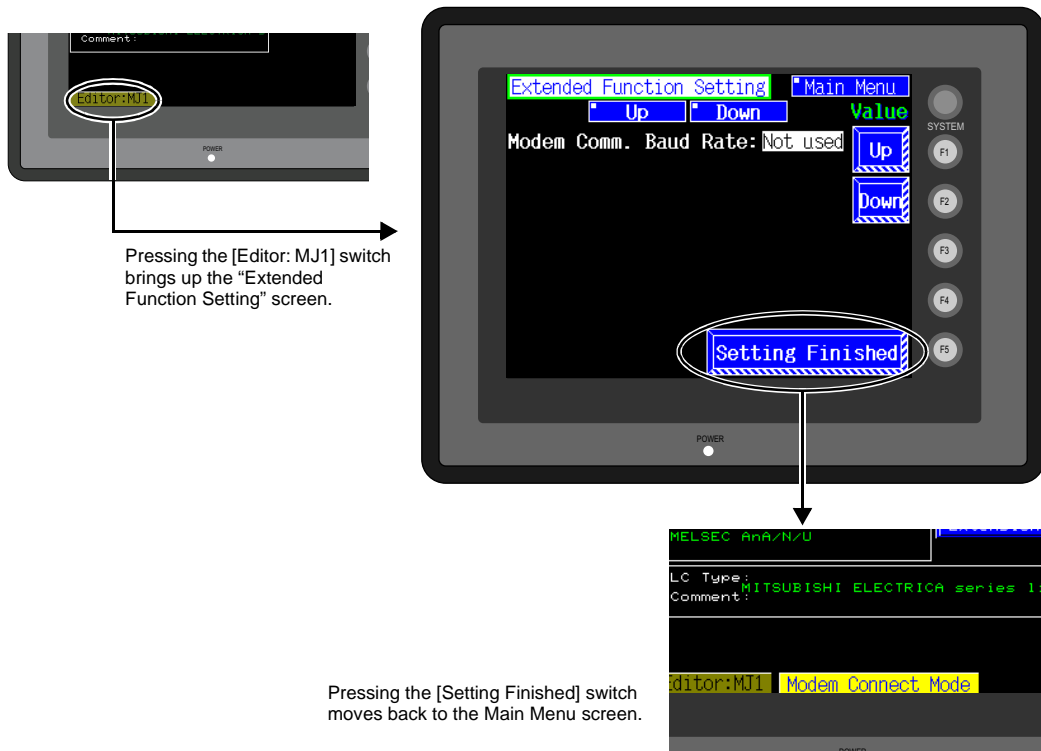 Comment:
Editor:MJ1
POWER
Pressing the [Editor: MJ1] switch
brings up the “Extended
Function Setting” screen.
Extended Function Setting
Main Menu
Up
Down
Value
Modem Comm. Baud Rate: Not used
Up
Down
Setting Finished
SYSTEM
F1
F2
F3
F4
F5
POWER
MELSEC AnA/N/U
LC Type:
MITSUBISHI ELECTRICA series
Comment:
ditor:MJ1
Modem Connect Mode
Pressing the [Setting Finished] switch
moves back to the Main Menu screen.